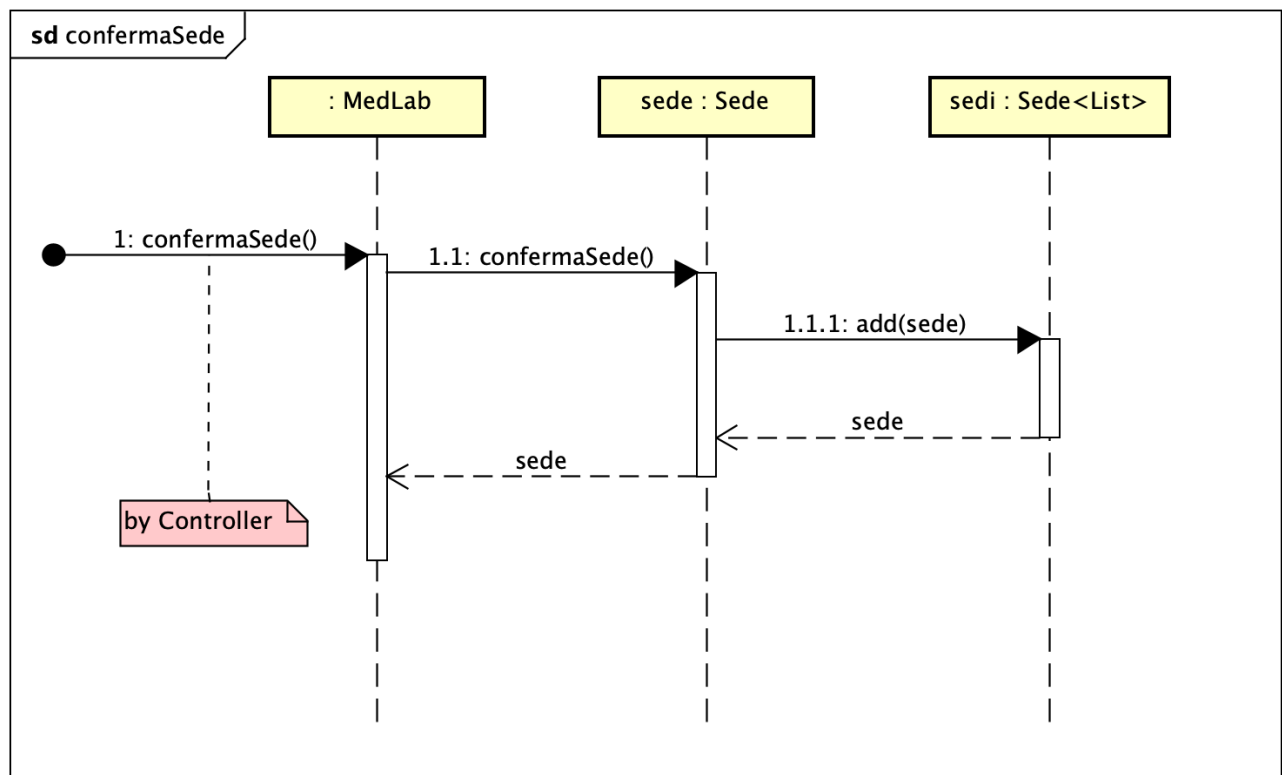 sd confermaSede
: MedLab
sede : Sede
sedi : Sede<List>
1: confermaSede()
1.1: confermaSede()
1.1.1: add(sede)
sede
sede
by Controller